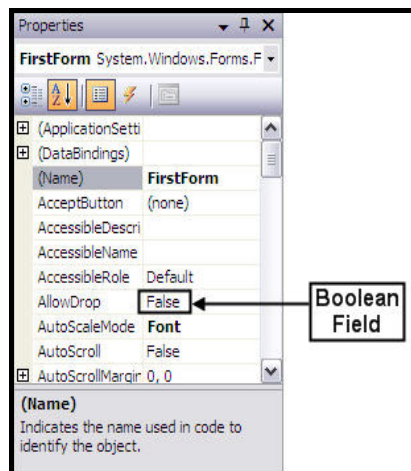 Properties
FirstForm System.Windows.Forms.F
(ApplicationSetti
(DataBindings)
(Name) FirstForm
AcceptButton (none)
AccessibleDescri
AccessibleName
AccessibleRole Default
AllowDrop False
AutoScaleMode Font
AutoScroll False
AutoScrollMargin 0, 0
Boolean
Field
(Name)
Indicates the name used in code to
identify the object.